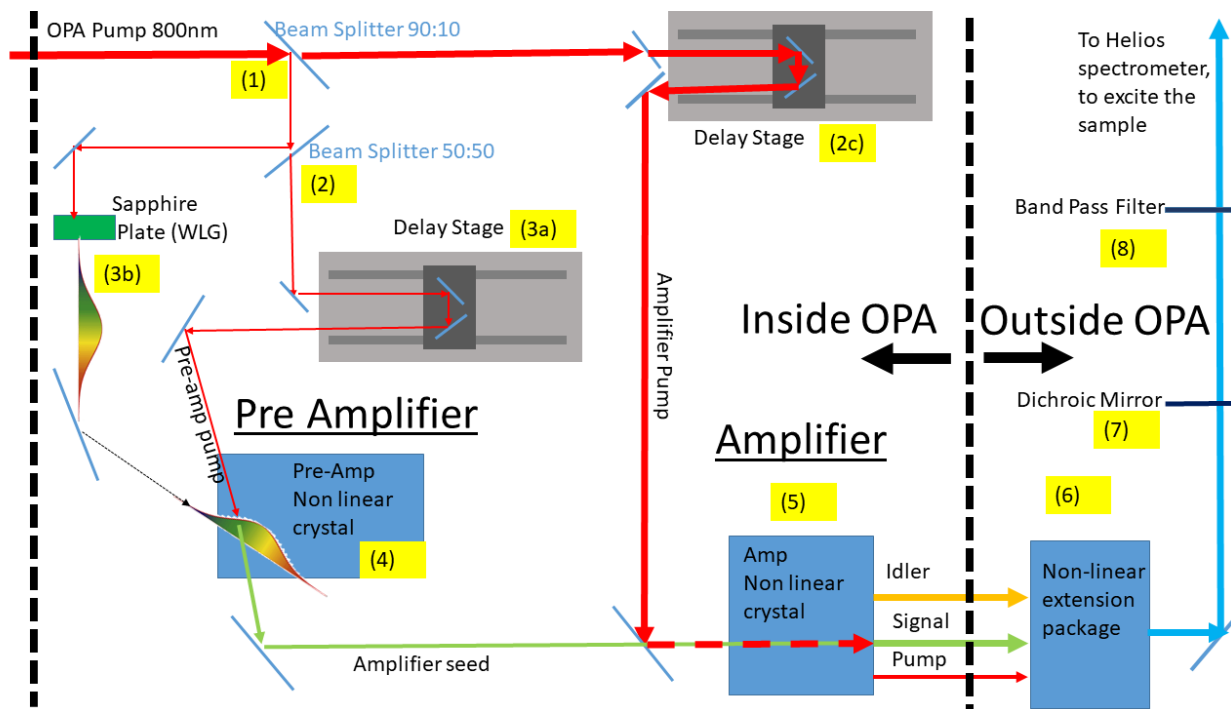 OPA Pump 800nm
Beam Splitter 90:10
(1)
To Helios
spectrometer,
to excite the
sample
Delay Stage
(2c)
Beam Splitter 50:50
(2)
Sapphire
Plate (WLG)
(3b)
Delay Stage
(3a)
Band Pass Filter
(8)
Amplifier Pump
Inside OPA
Outside OPA
Pre-amp pump
Pre Amplifier
Dichroic Mirror
(7)
Amplifier
(5)
(6)
Pre-Amp
Non linear
crystal
(4)
Amp
Non linear
crystal
Idler
Signal
Pump
Non-linear
extension
package
Amplifier seed